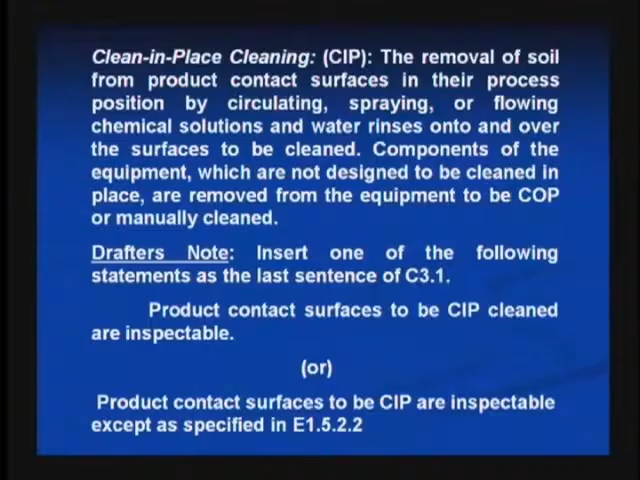 Clean-in-Place Cleaning: (CIP): The removal of soil
from product contact surfaces in their process
position by circulating, spraying, or flowing
chemical solutions and water rinses onto and over
the surfaces to be cleaned. Components of the
equipment, which are not designed to be cleaned in
place, are removed from the equipment to be COP
or manually cleaned.
Drafters Note: Insert one of the following
statements as the last sentence of C3.1.
Product contact surfaces to be CIP cleaned
are inspectable.
(or)
Product contact surfaces to be CIP are inspectable
except as specified in E1.5.2.2